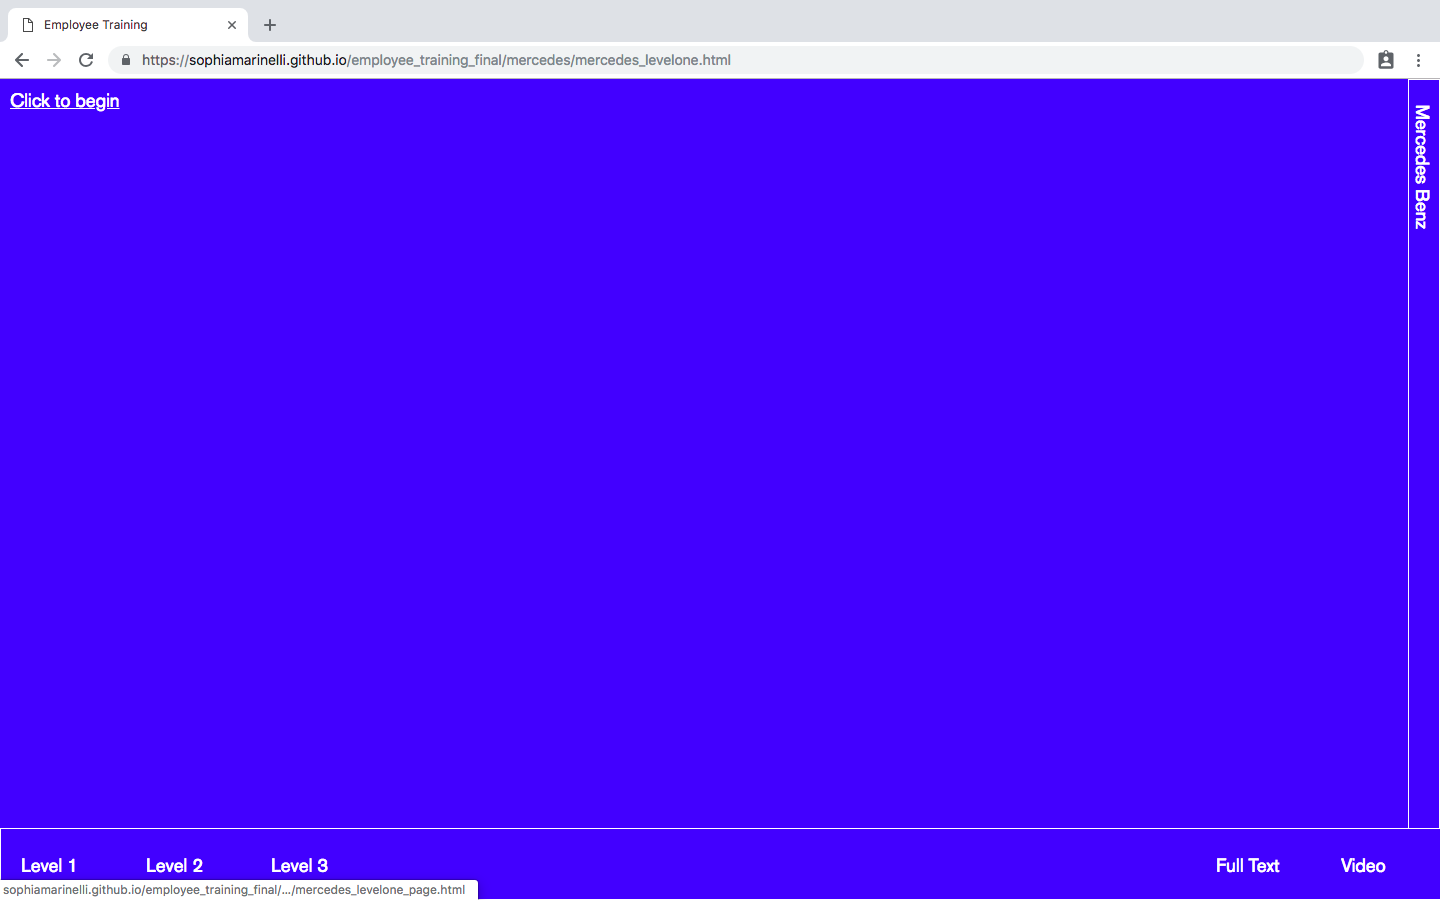 Employee Training
https://sophiamarinelli.github.io/employee_training_final/mercedes/mercedes_levelone.html
Click to begin
Mercedes Benz
Level 1
Level 2
Level 3
Full Text
Video
sophiamarinelli.github.io/employee_training_final/.../mercedes_levelone_page.html